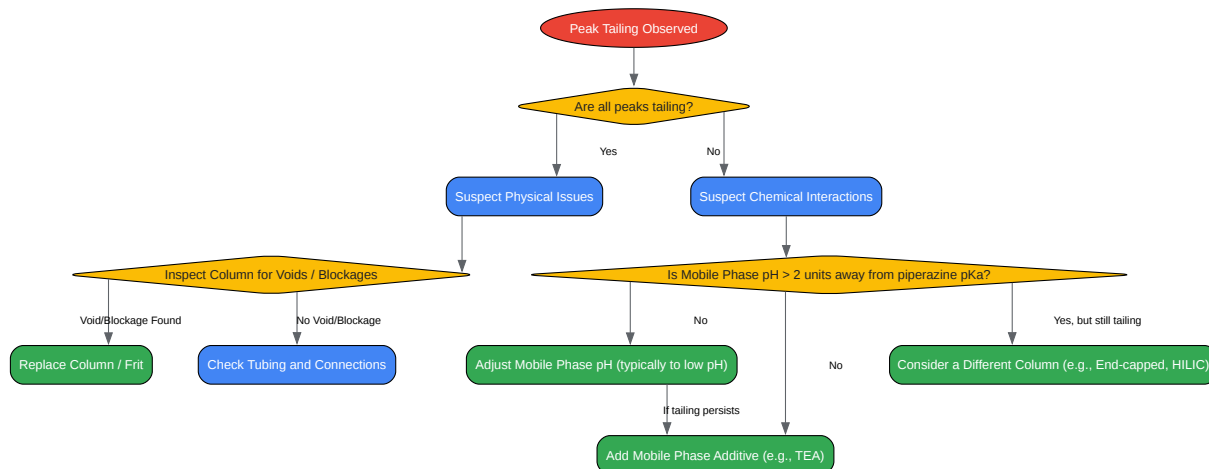 Peak Tailing Observed
Are all peaks tailing?
Yes
No
Suspect Physical Issues
Suspect Chemical Interactions
Inspect Column for Voids / Blockages
Is Mobile Phase pH > 2 units away from piperazine pKa?
Void/Blockage Found
No Void/Blockage
No
Yes, but still tailing
Replace Column / Frit
Check Tubing and Connections
Adjust Mobile Phase pH (typically to low pH)
No
Consider a Different Column (e.g., End-capped, HILIC)
If tailing persists
Add Mobile Phase Additive (e.g., TEA)